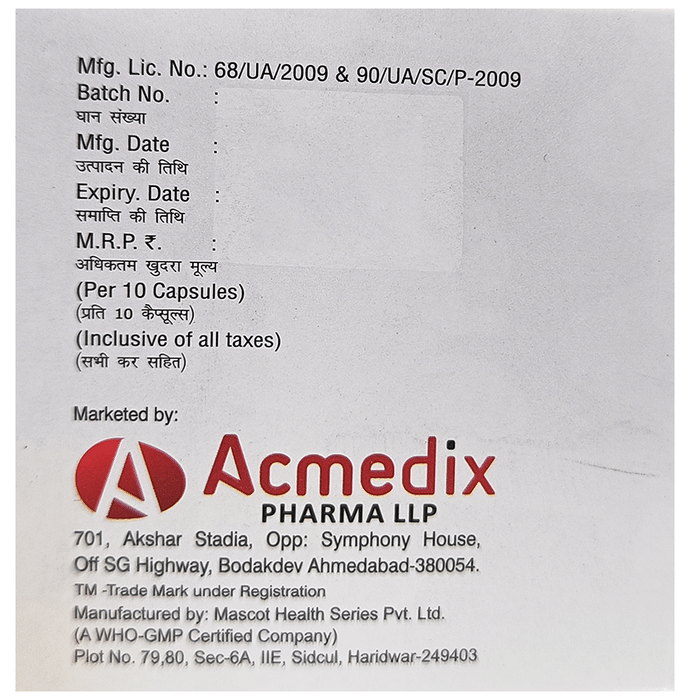 Mfg. Lic. No.: 68/UA/2009 & 90/UA/SC/P-2009
Batch No. :
घान संख्या
Mfg. Date :
उत्पादन की तिथि
Expiry. Date :
समाप्ति की तिथि
M.R.P. ₹. :
अधिकतम खुदरा मूल्य
(Per 10 Capsules)
(प्रति 10 कैप्सूल्स)
(Inclusive of all taxes)
(सभी कर सहित)
Marketed by:
Acmedix
PHARMA LLP
701, Akshar Stadia, Opp: Symphony House,
Off SG Highway, Bodakdev Ahmedabad-380054.
TM -Trade Mark under Registration
Manufactured by: Mascot Health Series Pvt. Ltd.
(A WHO-GMP Certified Company)
Plot No. 79,80, Sec-6A, IIE, Sidcul, Haridwar-249403